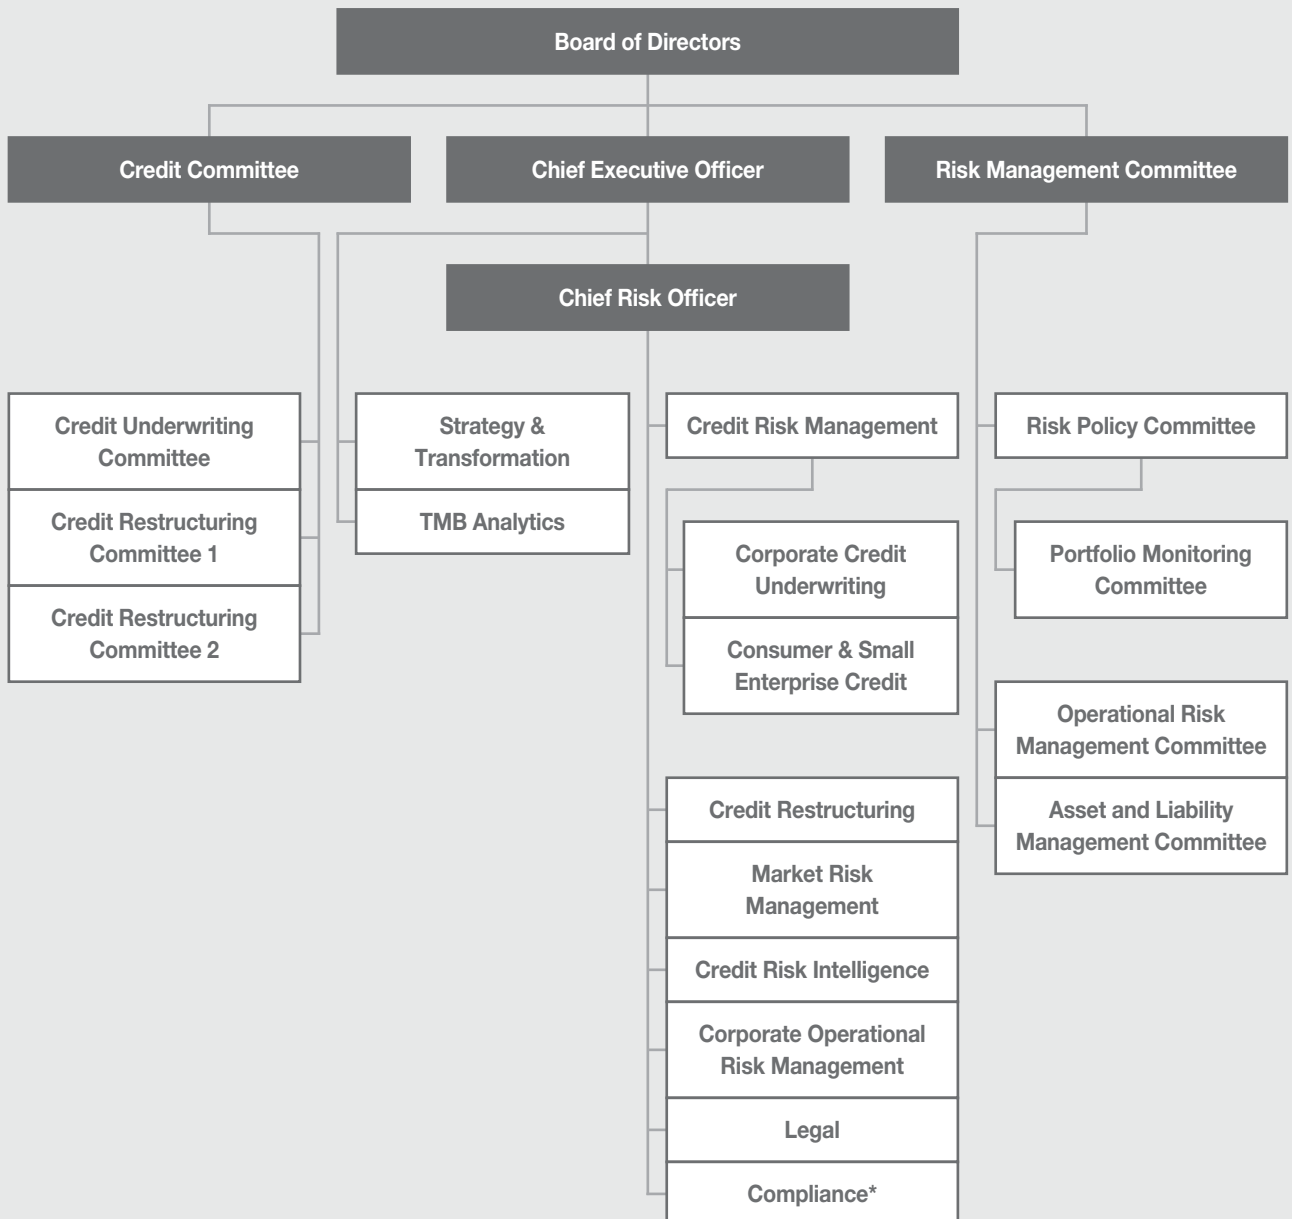 Board of Directors
Credit Committee
Chief Executive Officer
Risk Management Committee
Chief Risk Officer
Credit Underwriting
Committee
Credit Restructuring
Committee 1
Credit Restructuring
Committee 2
Strategy &
Transformation
TMB Analytics
Credit Risk Management
Corporate Credit
Underwriting
Consumer & Small
Enterprise Credit
Credit Restructuring
Market Risk
Management
Credit Risk Intelligence
Corporate Operational
Risk Management
Legal
Compliance*
Risk Policy Committee
Portfolio Monitoring
Committee
Operational Risk
Management Committee
Asset and Liability
Management Committee